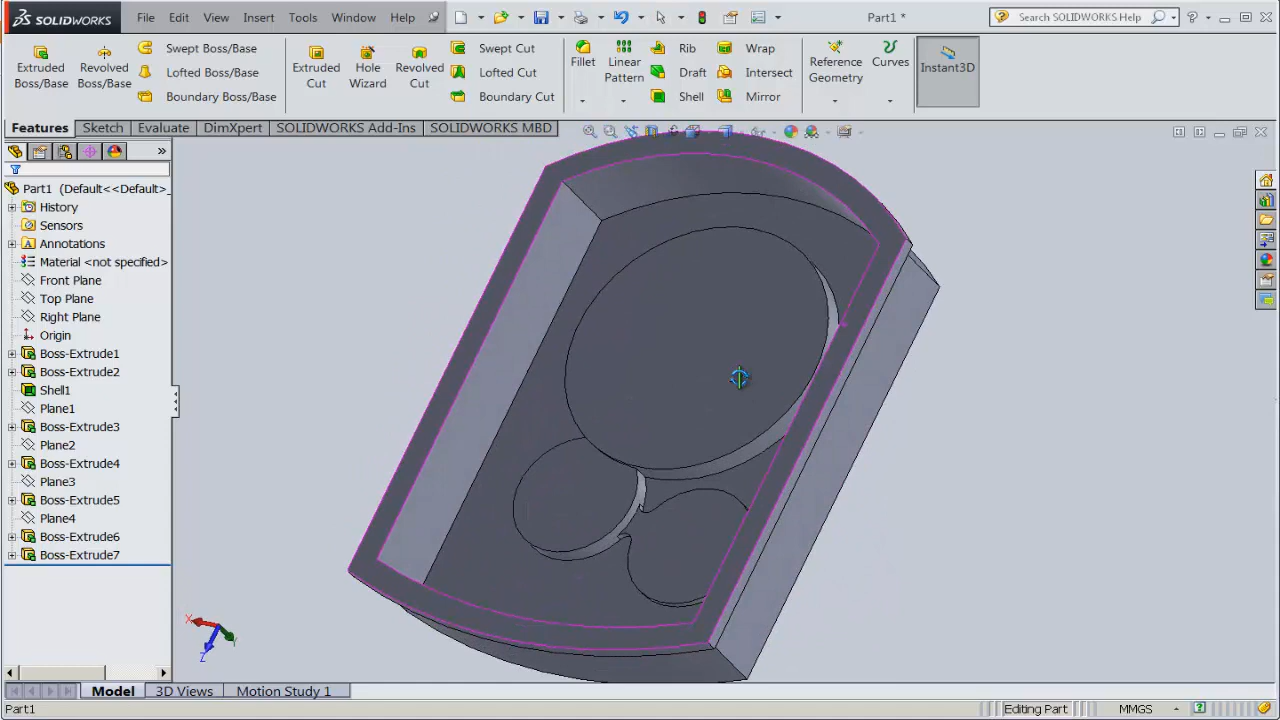 SOLIDWORKS File Edit View Insert Tools Window Help Part1 * Search SOLIDWORKS Help
Extruded Boss/Base Revolved Boss/Base Swept Boss/Base Extruded Cut Hole Wizard Revolved Cut Swept Cut Fillet Linear Pattern Rib Wrap Reference Geometry Curves Instant3D
Lofted Boss/Base Lofted Cut Draft Intersect
Boundary Boss/Base Boundary Cut Shell Mirror
Features Sketch Evaluate DimXpert SOLIDWORKS Add-Ins SOLIDWORKS MBD
Part1 (Default<<Default>_
History
Sensors
Annotations
Material <not specified>
Front Plane
Top Plane
Right Plane
Origin
Boss-Extrude1
Boss-Extrude2
Shell1
Plane1
Boss-Extrude3
Plane2
Boss-Extrude4
Plane3
Boss-Extrude5
Plane4
Boss-Extrude6
Boss-Extrude7
X
Y
Z
Model 3D Views Motion Study 1
Part1 Editing Part MMGS